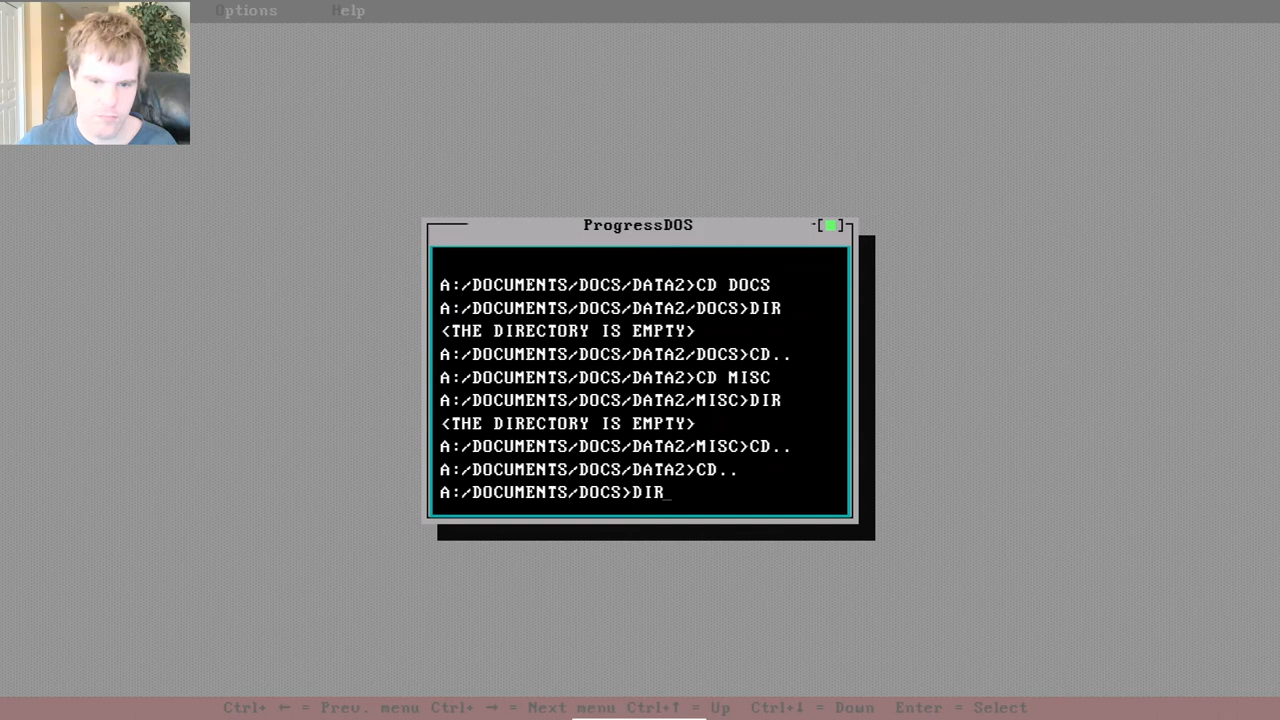 Options Help
ProgressDOS
-[■]
A:/DOCUMENTS/DOCS/DATA2>CD DOCS
A:/DOCUMENTS/DOCS/DATA2/DOCS>DIR
<THE DIRECTORY IS EMPTY>
A:/DOCUMENTS/DOCS/DATA2/DOCS>CD..
A:/DOCUMENTS/DOCS/DATA2>CD MISC
A:/DOCUMENTS/DOCS/DATA2/MISC>DIR
<THE DIRECTORY IS EMPTY>
A:/DOCUMENTS/DOCS/DATA2/MISC>CD..
A:/DOCUMENTS/DOCS/DATA2>CD..
A:/DOCUMENTS/DOCS>DIR_
Ctrl+ ← = Prev. menu Ctrl+ → = Next menu Ctrl+↑ = Up Ctrl+↓ = Down Enter = Select